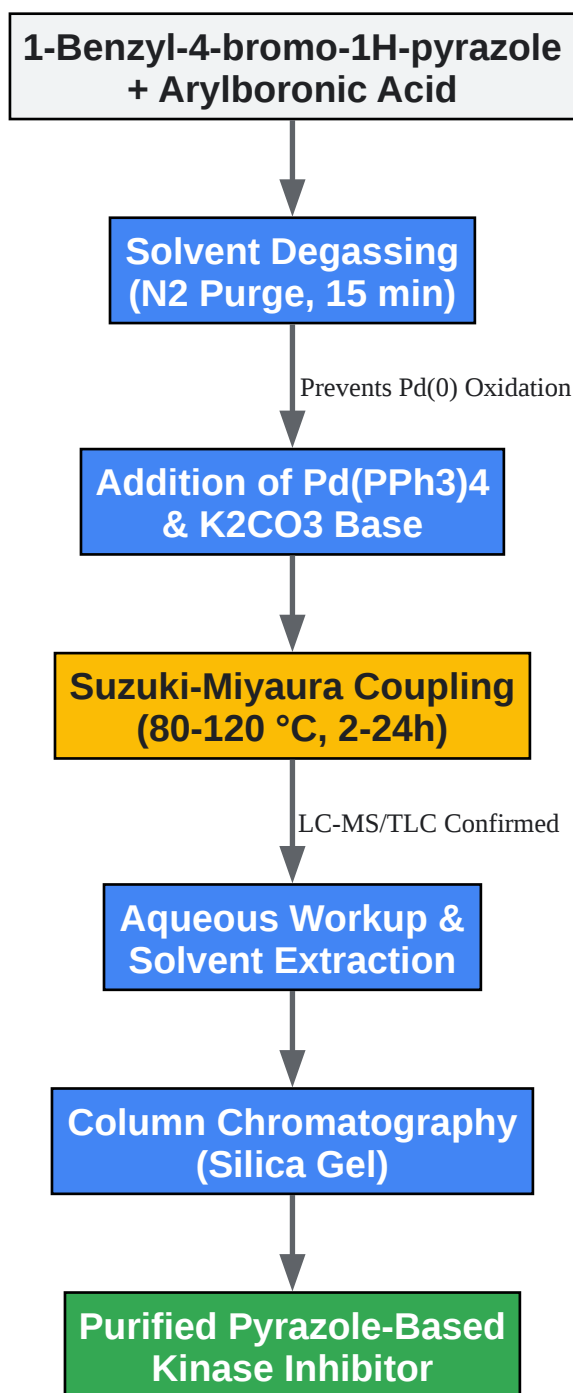 1-Benzyl-4-bromo-1H-pyrazole
+ Arylboronic Acid
Solvent Degassing
(N2 Purge, 15 min)
Prevents Pd(0) Oxidation
Addition of Pd(PPh3)4
& K2CO3 Base
Suzuki-Miyaura Coupling
(80-120 °C, 2-24h)
LC-MS/TLC Confirmed
Aqueous Workup &
Solvent Extraction
Column Chromatography
(Silica Gel)
Purified Pyrazole-Based
Kinase Inhibitor